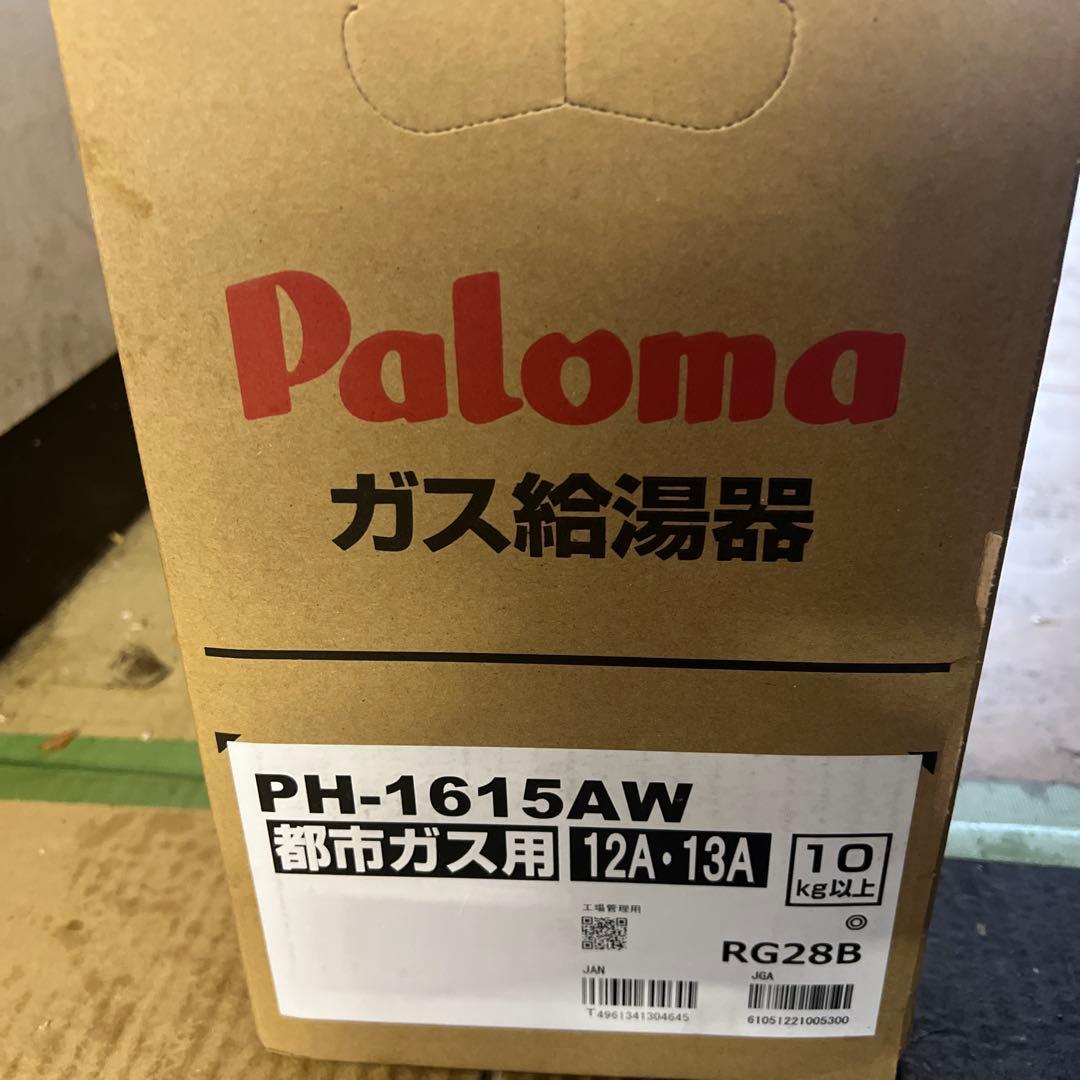 Paloma
ガス給湯器
PH-1615AW
都市ガス用 12A・13A
10
kg以上
工場管理用
RG28B
JAN
JGA
T4961341304645
61051221005300